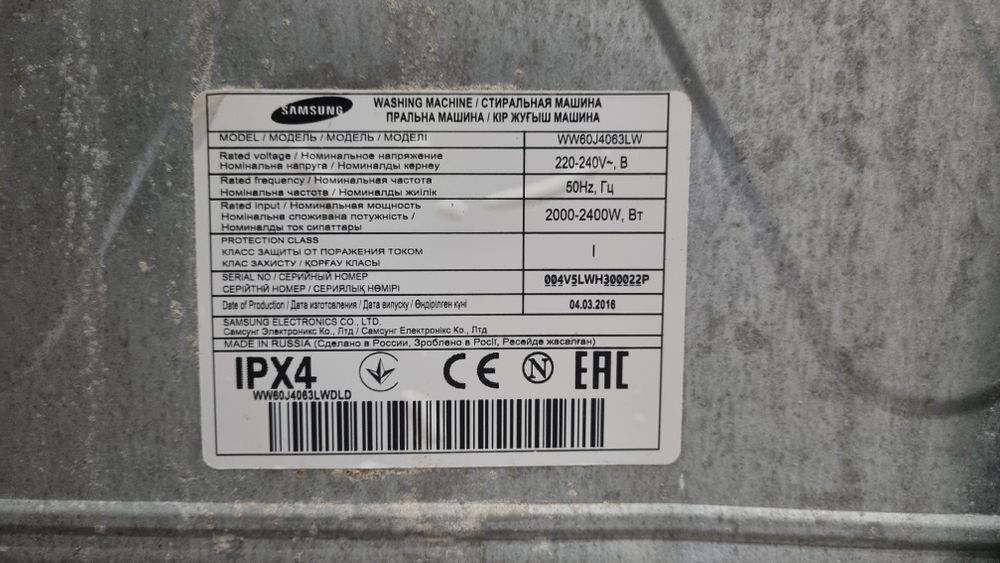 SAMSUNG
WASHING MACHINE / СТИРАЛЬНАЯ МАШИНА
ПРАЛЬНА МАШИНА / КІР ЖУҒЫШ МАШИНА
MODEL / МОДЕЛЬ / МОДЕЛЬ / МОДЕЛІ WW60J4063LW
Rated voltage / Номинальное напряжение
Номінальна напруга / Номиналды кернеу 220-240V~, В
Rated frequency / Номинальная частота
Номінальна частота / Номиналды жиілік 50Hz, Гц
Rated Input / Номинальная мощность
Номінальна споживана потужність /
Номиналды ток сипаттары 2000-2400W, Вт
PROTECTION CLASS
КЛАСС ЗАЩИТЫ ОТ ПОРАЖЕНИЯ ТОКОМ
КЛАС ЗАХИСТУ / ҚОРҒАУ КЛАСЫ I
SERIAL NO / СЕРИЙНЫЙ НОМЕР
СЕРІЙТНІЙ НОМЕР / СЕРИЯЛЫҚ НӨМІРІ 004V5LWH300022P
Date of Production / Дата изготовления / Дата випуску / Өндірілген күні 04.03.2016
SAMSUNG ELECTRONICS CO., LTD.
Самсунг Электроникс Ко., Лтд / Самсунг Електронікс Ко., Лтд
MADE IN RUSSIA (Сделано в России, Зроблено в Росії, Ресейде жасалған)
IPX4 CE N EAC
WW60J4063LWDLD